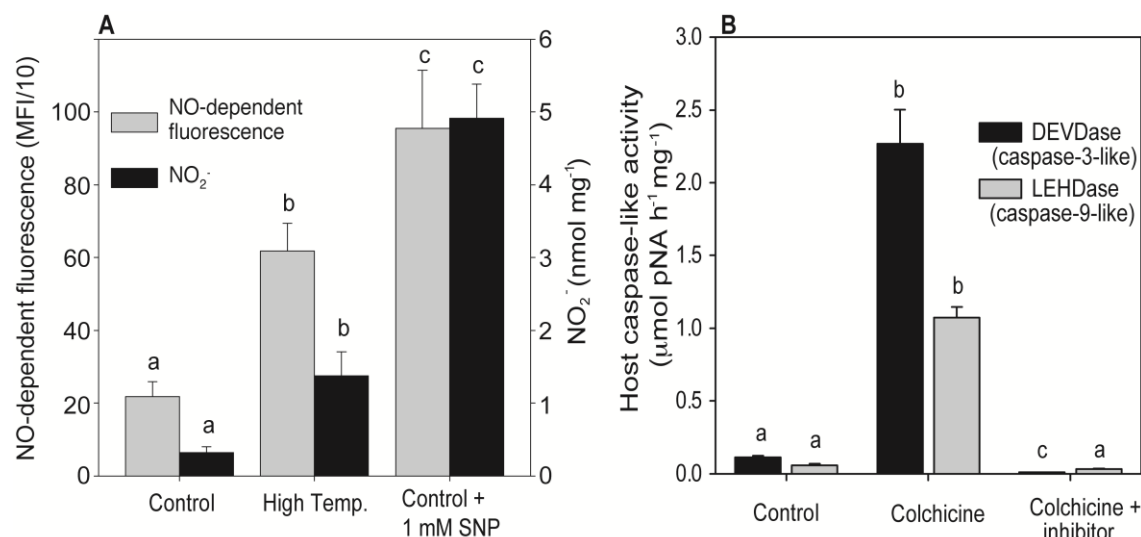 A
NO-dependent fluorescence (MFI/10)
100
80
60
40
20
0
NO-dependent
fluorescence
NO₂⁻
a
a
b
b
c
c
6
5
4
3
2
1
0
NO₂⁻ (nmol mg⁻¹)
Control
High Temp.
Control +
1 mM SNP
B
Host caspase-like activity
(μmol pNA h⁻¹ mg⁻¹)
3.0
2.5
2.0
1.5
1.0
0.5
0.0
DEVDase
(caspase-3-like)
LEHDase
(caspase-9-like)
a
a
b
b
c
a
Control
Colchicine
Colchicine +
inhibitor